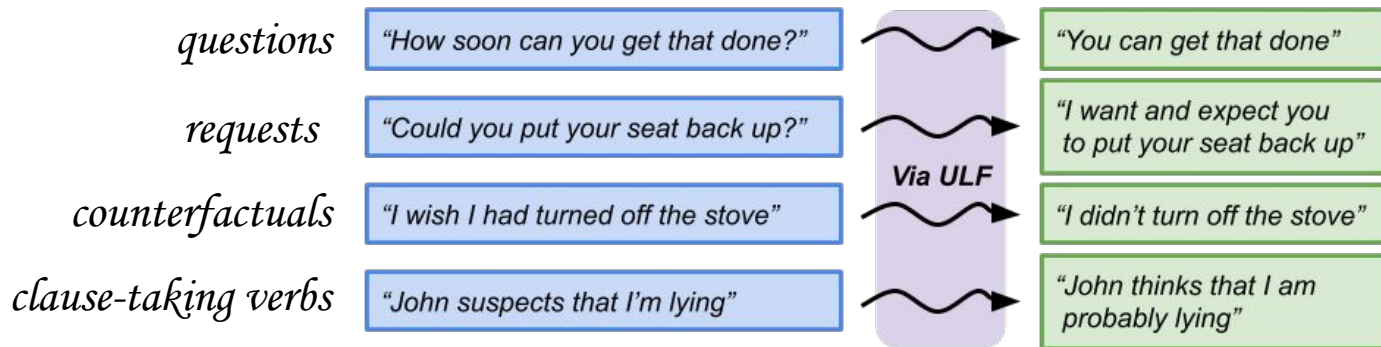 questions
“How soon can you get that done?”
“You can get that done”
requests
“Could you put your seat back up?”
“I want and expect you
to put your seat back up”
Via ULF
counterfactuals
“I wish I had turned off the stove”
“I didn’t turn off the stove”
clause-taking verbs
“John suspects that I’m lying”
“John thinks that I am
probably lying”